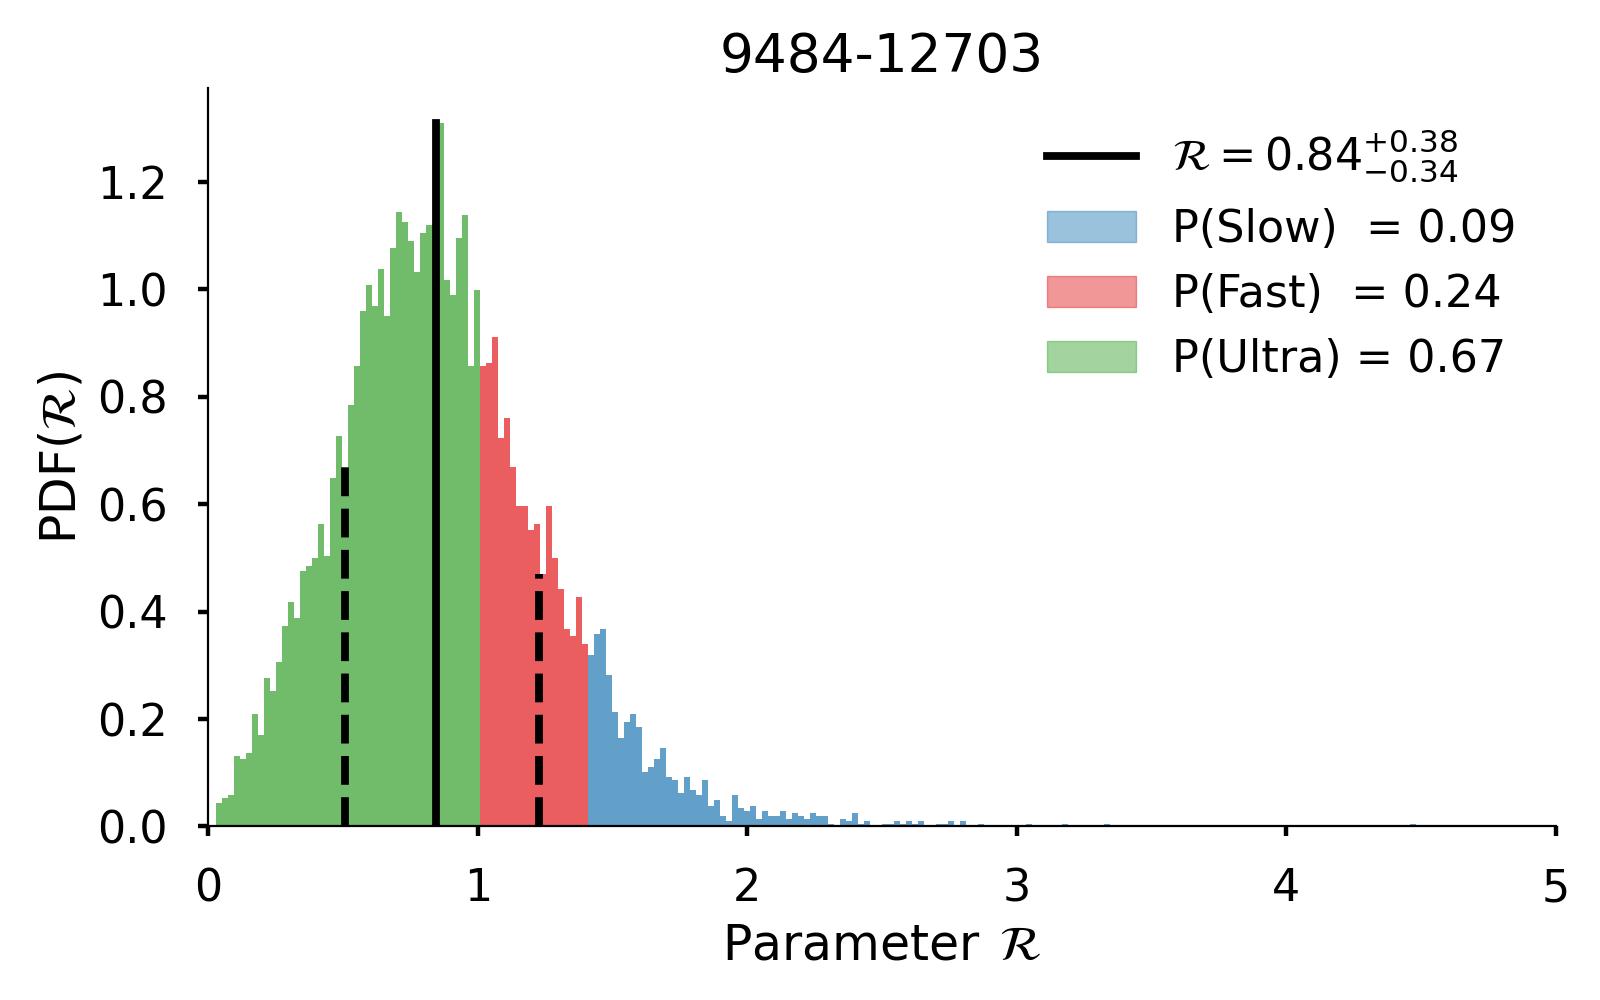 9484-12703
ℛ = 0.84 +0.38 −0.34
P(Slow) = 0.09
P(Fast) = 0.24
P(Ultra) = 0.67
PDF(ℛ)
1.2
1.0
0.8
0.6
0.4
0.2
0.0
0 1 2 3 4 5
Parameter ℛ